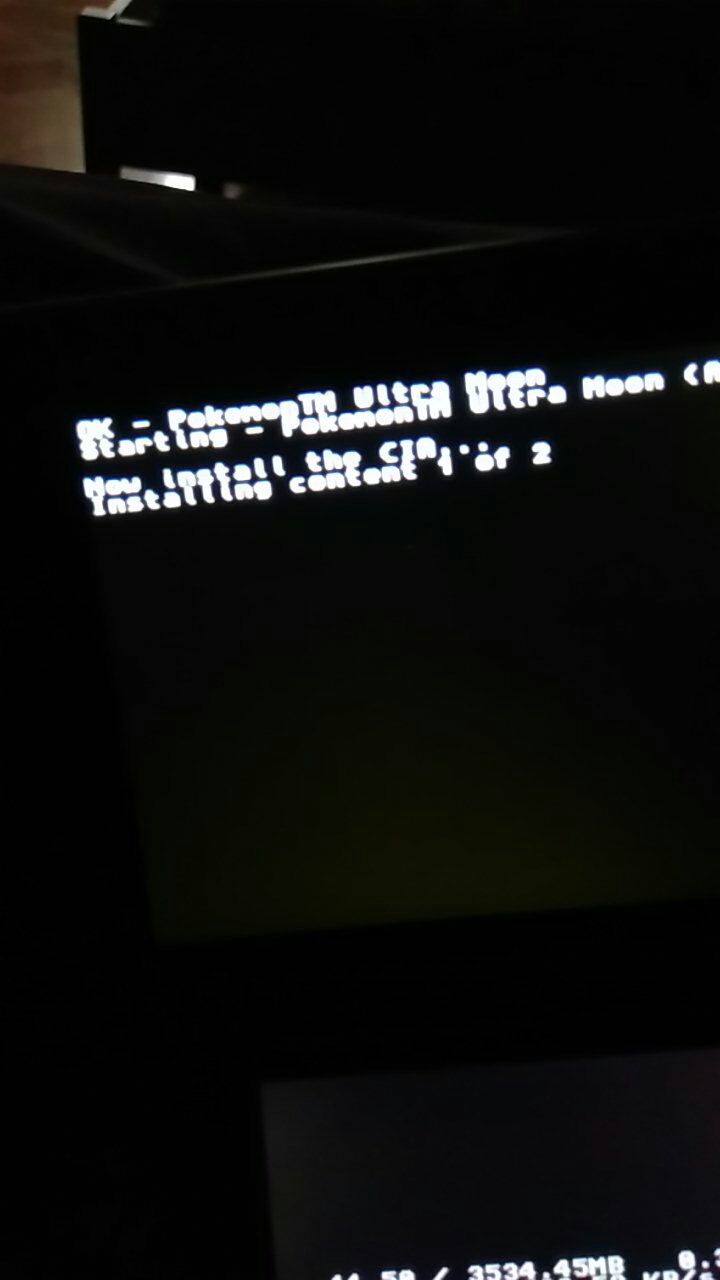 OK - PokemonTM Ultra Moon
Starting - PokemonTM Ultra Moon
Now install the CIA...
Installing content 1 of 2
/ 3534.45MB